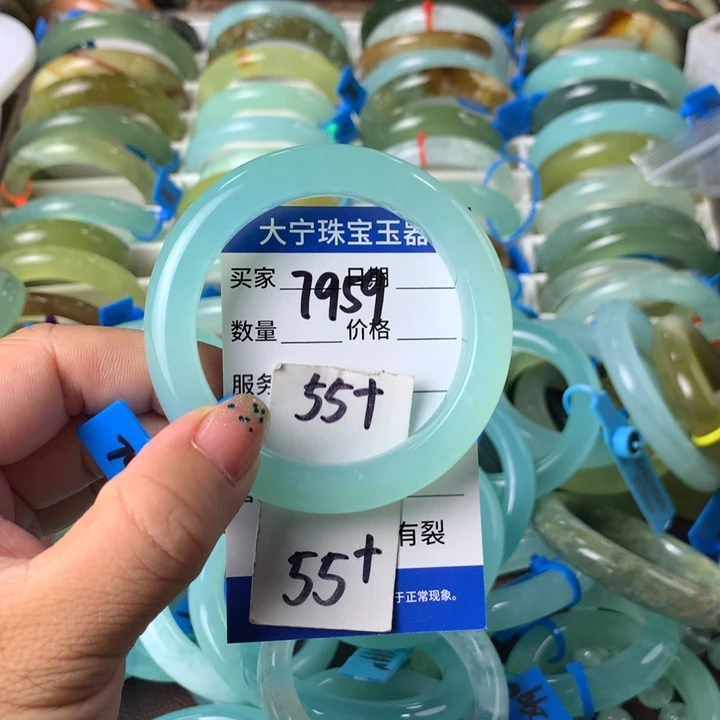 大宁珠宝玉器
买家 7959 日期
数量 价格
服务
55+
有裂
55+
于正常现象。